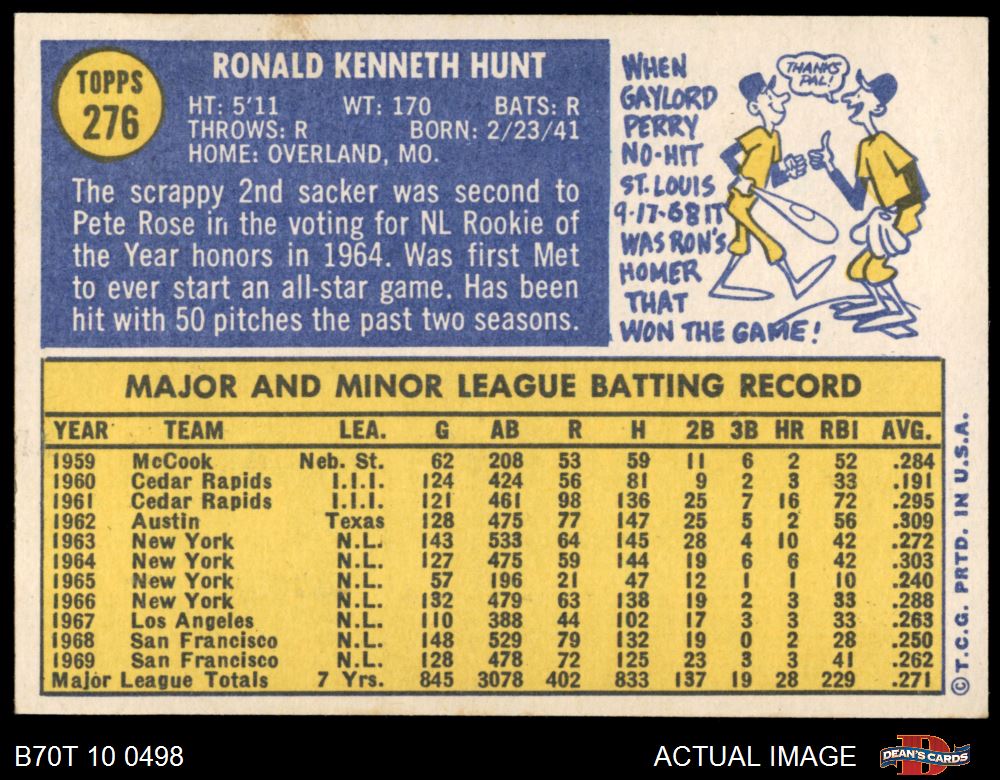 TOPPS
276
RONALD KENNETH HUNT
HT: 5'11 WT: 170 BATS: R
THROWS: R BORN: 2/23/41
HOME: OVERLAND, MO.
The scrappy 2nd sacker was second to
Pete Rose in the voting for NL Rookie of
the Year honors in 1964. Was first Met
to ever start an all-star game. Has been
hit with 50 pitches the past two seasons.
WHEN
GAYLORD
PERRY
NO-HIT
ST. LOUIS
9-17-68 IT
WAS RON'S
HOMER
THAT
WON THE GAME!
THANKS
PAL!
MAJOR AND MINOR LEAGUE BATTING RECORD
YEAR TEAM LEA. G AB R H 2B 3B HR RBI AVG.
1959 McCook Neb. St. 62 208 53 59 11 6 2 52 .284
1960 Cedar Rapids I.I.I. 124 424 56 81 9 2 3 33 .191
1961 Cedar Rapids I.I.I. 121 461 98 136 25 7 16 72 .295
1962 Austin Texas 128 475 77 147 25 5 2 56 .309
1963 New York N.L. 143 533 64 145 28 4 10 42 .272
1964 New York N.L. 127 475 59 144 19 6 6 42 .303
1965 New York N.L. 57 196 21 47 12 1 1 10 .240
1966 New York N.L. 132 479 63 138 19 2 3 33 .288
1967 Los Angeles N.L. 110 388 44 102 17 3 3 33 .263
1968 San Francisco N.L. 148 529 79 132 19 0 2 28 .250
1969 San Francisco N.L. 128 478 72 125 23 3 3 41 .262
Major League Totals 7 Yrs. 845 3078 402 833 137 19 28 229 .271
© T.C.G. PRTD. IN U.S.A.
B70T 10 0498
ACTUAL IMAGE
D
DEAN'S CARDS